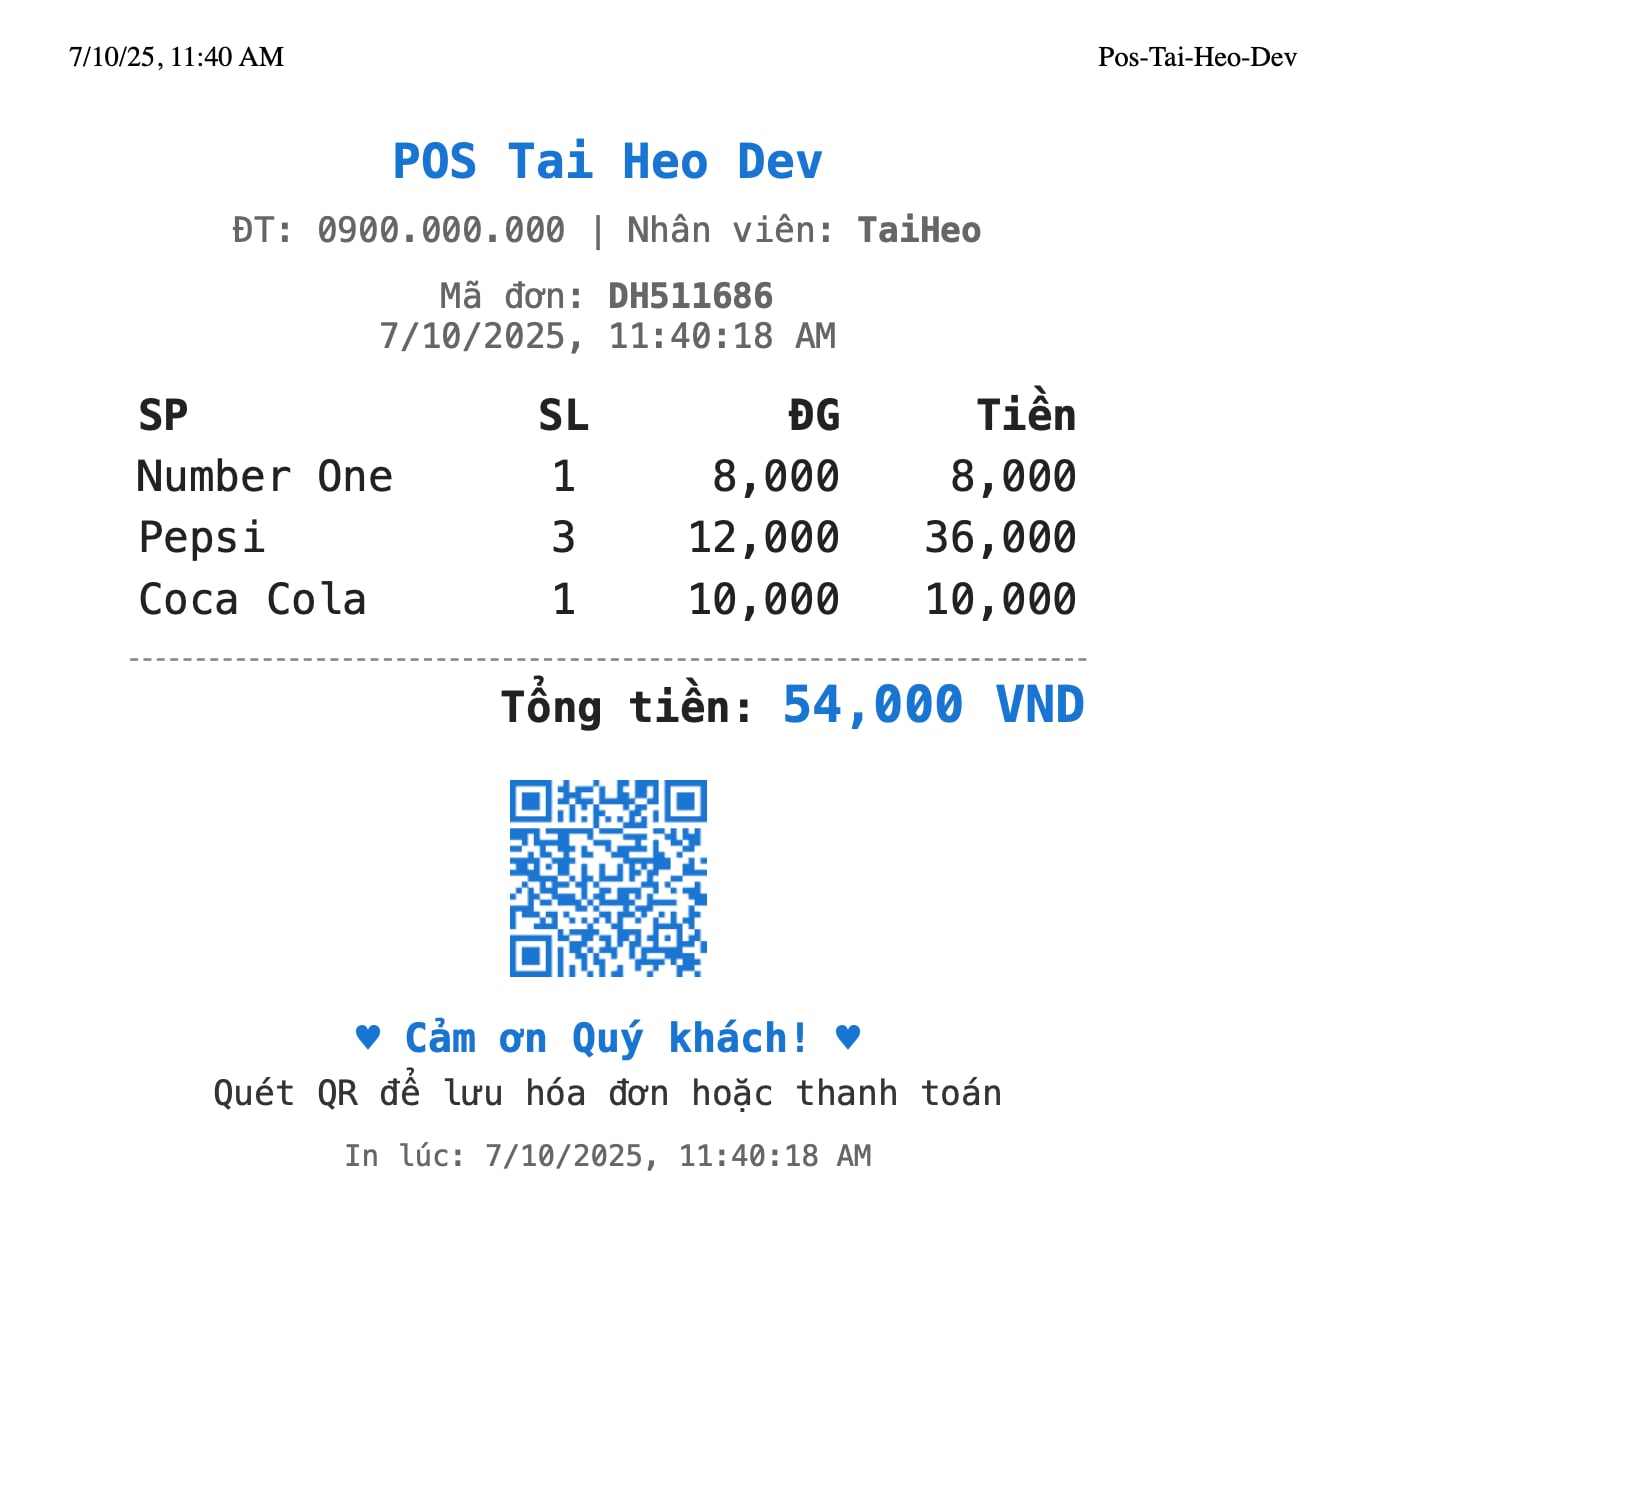 7/10/25, 11:40 AM Pos-Tai-Heo-Dev
POS Tai Heo Dev
ĐT: 0900.000.000 | Nhân viên: TaiHeo
Mã đơn: DH511686
7/10/2025, 11:40:18 AM
SP SL ĐG Tiền
Number One 1 8,000 8,000
Pepsi 3 12,000 36,000
Coca Cola 1 10,000 10,000
Tổng tiền: 54,000 VND
♥ Cảm ơn Quý khách! ♥
Quét QR để lưu hóa đơn hoặc thanh toán
In lúc: 7/10/2025, 11:40:18 AM